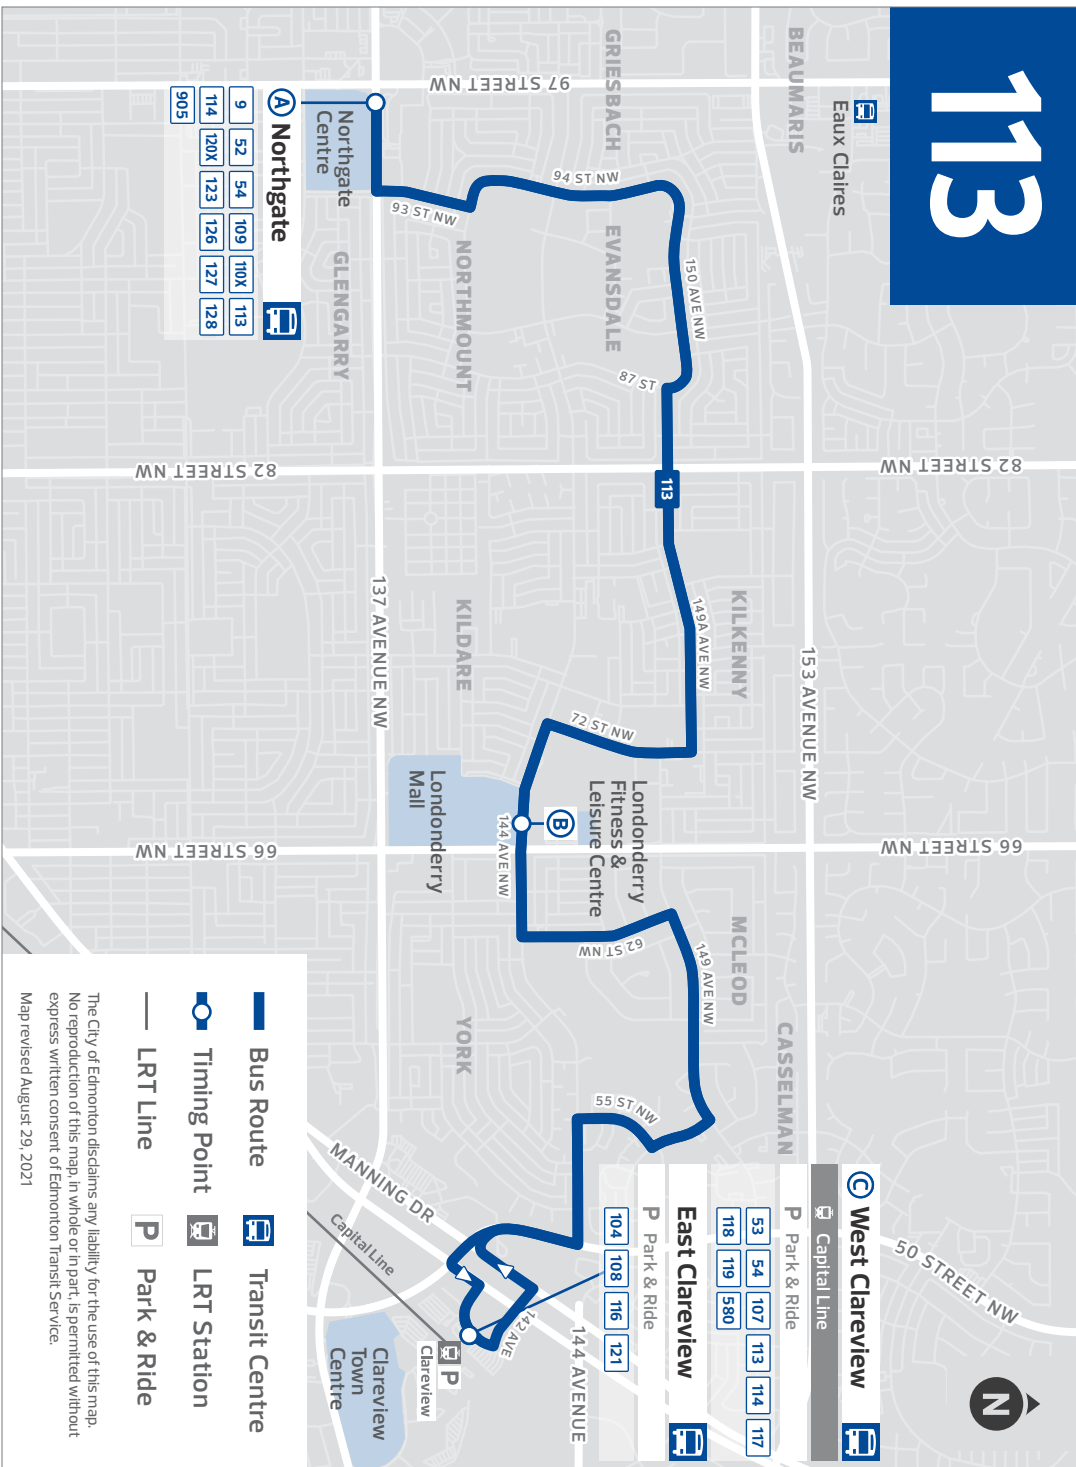 113
BEAUMARIS
Eaux Claires
GRIESBACH
97 STREET NW
Northgate
Centre
A Northgate
9 52 54 109 110X 113
114 120X 123 126 127 128
905
94 ST NW
93 ST NW
150 AVE NW
EVANSDALE
NORTHMOUNT
GLENGARRY
87 ST
82 STREET NW
82 STREET NW
113
137 AVENUE NW
KILDARE
KILKENNY
149A AVE NW
153 AVENUE NW
72 ST NW
Londonderry
Mall
Londonderry
Fitness &
Leisure Centre
B
144 AVE NW
66 STREET NW
66 STREET NW
62 ST NW
MCLEOD
149 AVE NW
CASSELMAN
YORK
55 ST NW
MANNING DR
Capital Line
50 STREET NW
C West Clareview
Capital Line
P Park & Ride
53 54 107 113 114 117
118 119 580
East Clareview
P Park & Ride
104 108 116 121
142 AVE
144 AVENUE
P
Clareview
Clareview
Town
Centre
N
Bus Route
Transit Centre
Timing Point
LRT Station
LRT Line
P Park & Ride
The City of Edmonton disclaims any liability for the use of this map.
No reproduction of this map, in whole or in part, is permitted without
express written consent of Edmonton Transit Service.
Map revised August 29, 2021